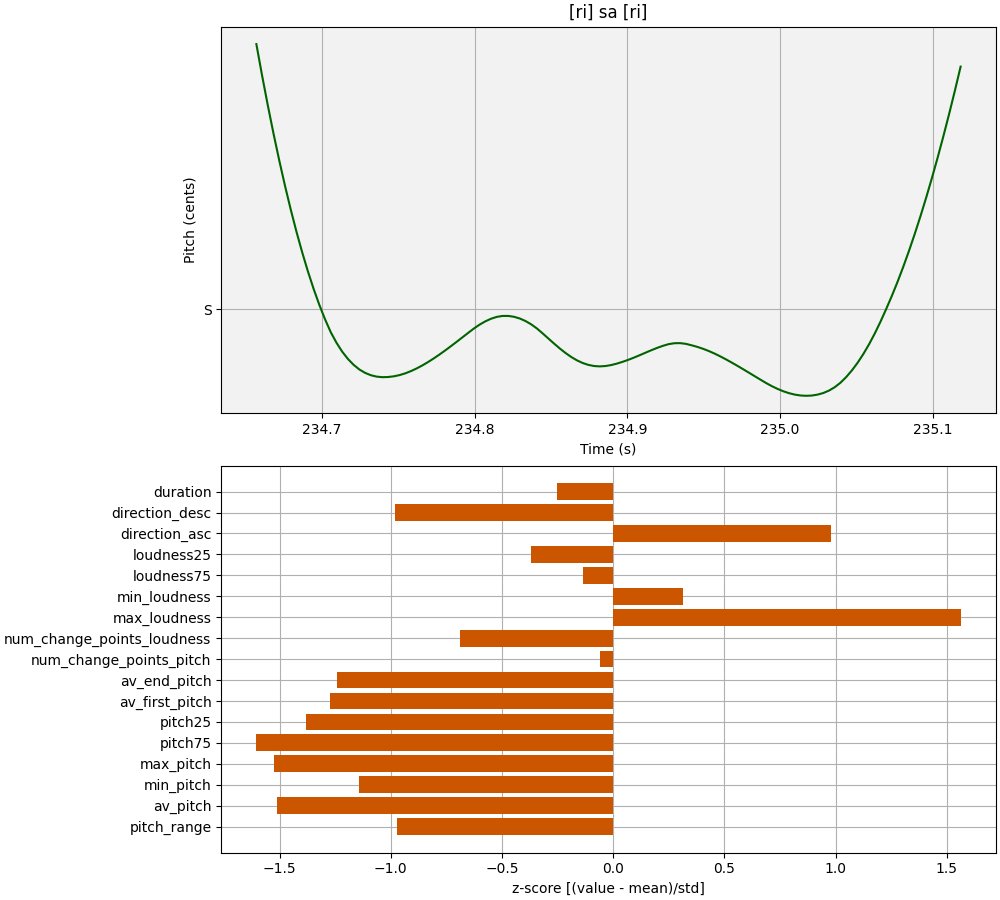 [ri] sa [ri]
Pitch (cents)
S
234.7 234.8 234.9 235.0 235.1
Time (s)
duration
direction_desc
direction_asc
loudness25
loudness75
min_loudness
max_loudness
num_change_points_loudness
num_change_points_pitch
av_end_pitch
av_first_pitch
pitch25
pitch75
max_pitch
min_pitch
av_pitch
pitch_range
−1.5 −1.0 −0.5 0.0 0.5 1.0 1.5
z-score [(value - mean)/std]